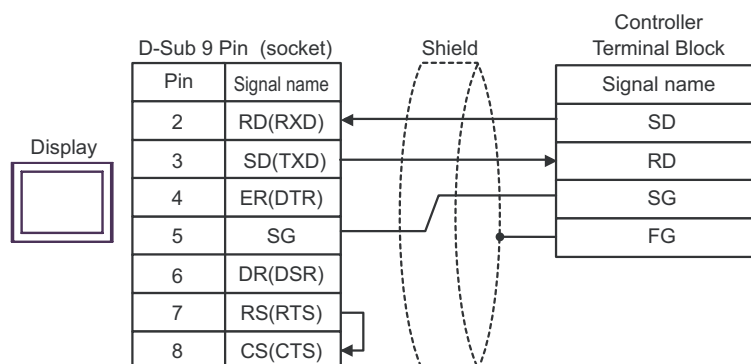 Controller
D-Sub 9 Pin (socket) Shield Terminal Block
Pin Signal name Signal name
2 RD(RXD) SD
Display 3 SD(TXD) RD
4 ER(DTR) SG
5 SG FG
6 DR(DSR)
7 RS(RTS)
8 CS(CTS)